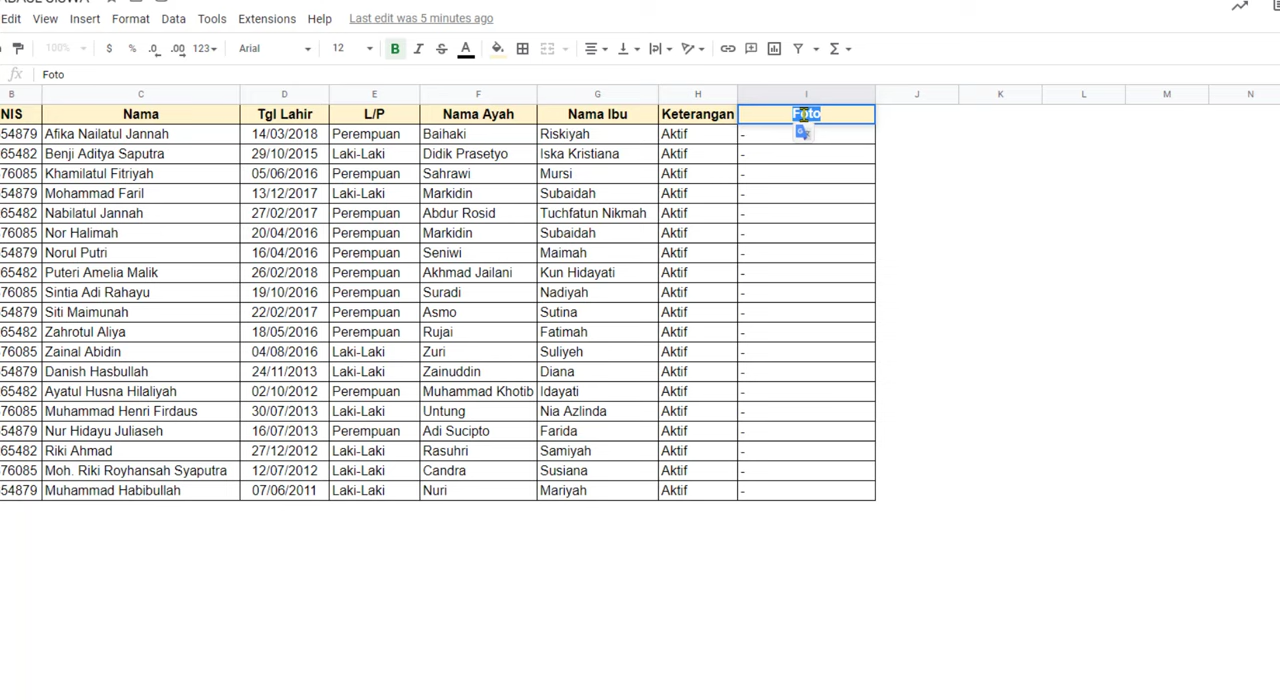 Edit View Insert Format Data Tools Extensions Help Last edit was 5 minutes ago
100% $ % .0 .00 123 Arial 12 B I S A
fx Foto
B C D E F G H I J K L M N
NIS Nama Tgl Lahir L/P Nama Ayah Nama Ibu Keterangan Foto
54879 Afika Nailatul Jannah 14/03/2018 Perempuan Baihaki Riskiyah Aktif -
65482 Benji Aditya Saputra 29/10/2015 Laki-Laki Didik Prasetyo Iska Kristiana Aktif -
76085 Khamilatul Fitriyah 05/06/2016 Perempuan Sahrawi Mursi Aktif -
54879 Mohammad Faril 13/12/2017 Laki-Laki Markidin Subaidah Aktif -
65482 Nabilatul Jannah 27/02/2017 Perempuan Abdur Rosid Tuchfatun Nikmah Aktif -
76085 Nor Halimah 20/04/2016 Perempuan Markidin Subaidah Aktif -
54879 Norul Putri 16/04/2016 Perempuan Seniwi Maimah Aktif -
65482 Puteri Amelia Malik 26/02/2018 Perempuan Akhmad Jailani Kun Hidayati Aktif -
76085 Sintia Adi Rahayu 19/10/2016 Perempuan Suradi Nadiyah Aktif -
54879 Siti Maimunah 22/02/2017 Perempuan Asmo Sutina Aktif -
65482 Zahrotul Aliya 18/05/2016 Perempuan Rujai Fatimah Aktif -
76085 Zainal Abidin 04/08/2016 Laki-Laki Zuri Suliyeh Aktif -
54879 Danish Hasbullah 24/11/2013 Laki-Laki Zainuddin Diana Aktif -
65482 Ayatul Husna Hilaliyah 02/10/2012 Perempuan Muhammad Khotib Idayati Aktif -
76085 Muhammad Henri Firdaus 30/07/2013 Laki-Laki Untung Nia Azlinda Aktif -
54879 Nur Hidayu Juliaseh 16/07/2013 Perempuan Adi Sucipto Farida Aktif -
65482 Riki Ahmad 27/12/2012 Laki-Laki Rasuhri Samiyah Aktif -
76085 Moh. Riki Royhansah Syaputra 12/07/2012 Laki-Laki Candra Susiana Aktif -
54879 Muhammad Habibullah 07/06/2011 Laki-Laki Nuri Mariyah Aktif -